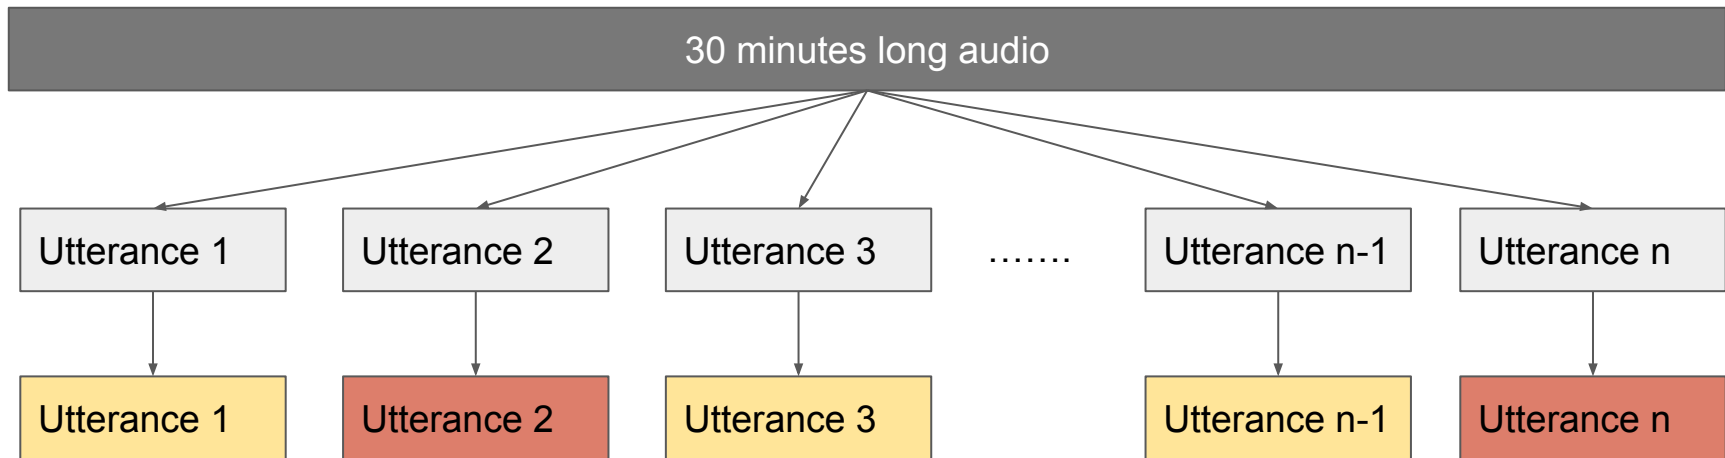 30 minutes long audio
Utterance 1
Utterance 2
Utterance 3
.......
Utterance n-1
Utterance n
Utterance 1
Utterance 2
Utterance 3
Utterance n-1
Utterance n